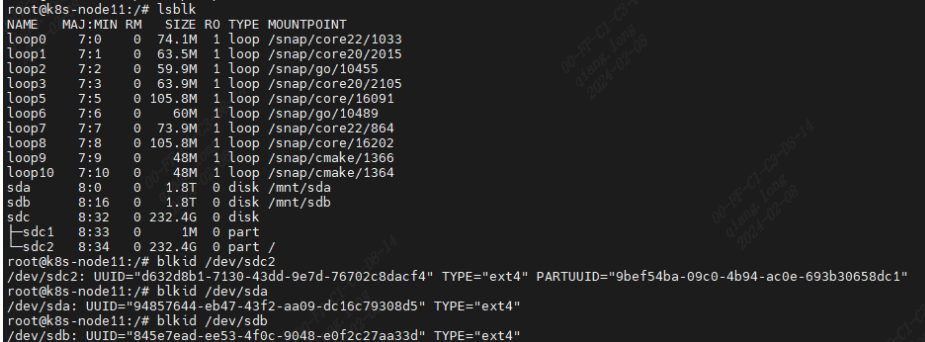 root@k8s-node11:/# lsblk
NAME    MAJ:MIN RM   SIZE RO TYPE MOUNTPOINT
loop0     7:0    0  74.1M  1 loop /snap/core22/1033
loop1     7:1    0  63.5M  1 loop /snap/core20/2015
loop2     7:2    0  59.9M  1 loop /snap/go/10455
loop3     7:3    0  63.9M  1 loop /snap/core20/2105
loop5     7:5    0 105.8M  1 loop /snap/core/16091
loop6     7:6    0    60M  1 loop /snap/go/10489
loop7     7:7    0  73.9M  1 loop /snap/core22/864
loop8     7:8    0 105.8M  1 loop /snap/core/16202
loop9     7:9    0    48M  1 loop /snap/cmake/1366
loop10    7:10   0    48M  1 loop /snap/cmake/1364
sda       8:0    0   1.8T  0 disk /mnt/sda
sdb       8:16   0   1.8T  0 disk /mnt/sdb
sdc       8:32   0 232.4G  0 disk
├─sdc1    8:33   0     1M  0 part
└─sdc2    8:34   0 232.4G  0 part /
root@k8s-node11:/# blkid /dev/sdc2
/dev/sdc2: UUID="d632d8b1-7130-43dd-9e7d-76702c8dacf4" TYPE="ext4" PARTUUID="9bef54ba-09c0-4b94-ac0e-693b30658dc1"
root@k8s-node11:/# blkid /dev/sda
/dev/sda: UUID="94857644-eb47-43f2-aa09-dc16c79308d5" TYPE="ext4"
root@k8s-node11:/# blkid /dev/sdb
/dev/sdb: UUID="845e7ead-ee53-4f0c-9048-e0f2c27aa33d" TYPE="ext4"